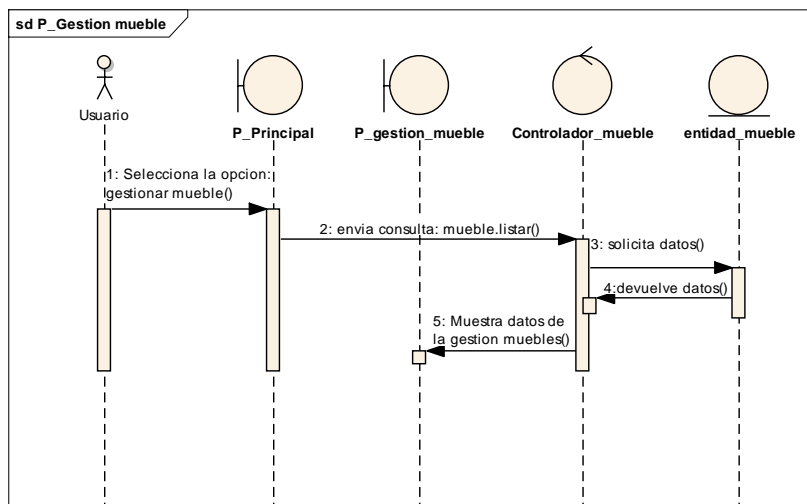 sd P_Gestion mueble
Usuario
P_Principal
P_gestion_mueble
Controlador_mueble
entidad_mueble
1: Selecciona la opcion:
gestionar mueble()
2: envia consulta: mueble.listar()
3: solicita datos()
4:devuelve datos()
5: Muestra datos de
la gestion muebles()